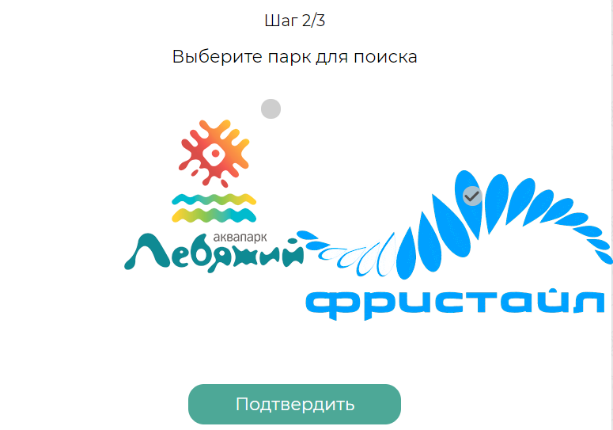 Шаг 2/3
Выберите парк для поиска
аквапарк
Лебяжий
фристайл
Подтвердить